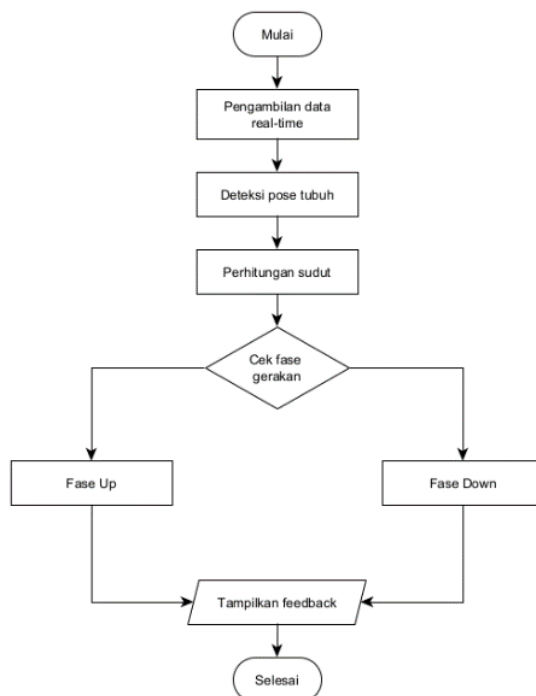 Mulai
Pengambilan data
real-time
Deteksi pose tubuh
Perhitungan sudut
Cek fase
gerakan
Fase Up
Fase Down
Tampilkan feedback
Selesai